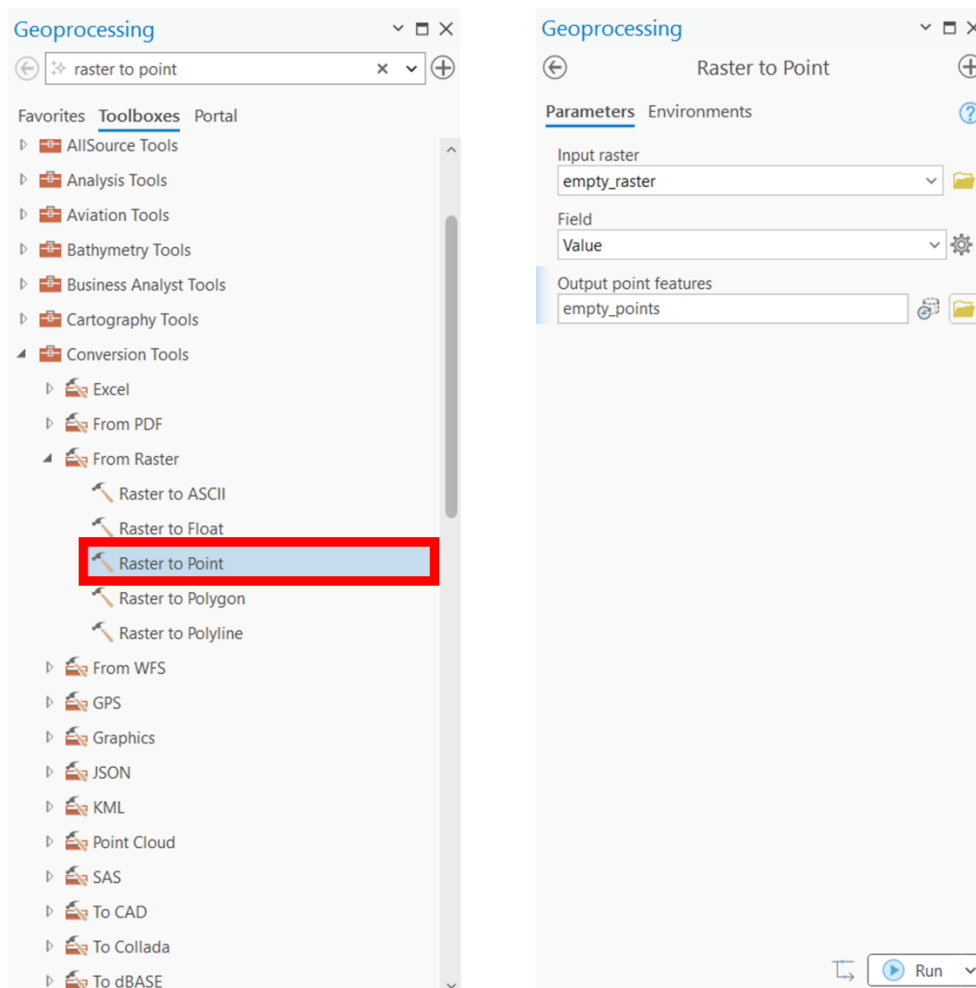 Geoprocessing
raster to point
Favorites Toolboxes Portal
AllSource Tools
Analysis Tools
Aviation Tools
Bathymetry Tools
Business Analyst Tools
Cartography Tools
Conversion Tools
Excel
From PDF
From Raster
Raster to ASCII
Raster to Float
Raster to Point
Raster to Polygon
Raster to Polyline
From WFS
GPS
Graphics
JSON
KML
Point Cloud
SAS
To CAD
To Collada
To dBASE
Geoprocessing
Raster to Point
Parameters Environments
Input raster
empty_raster
Field
Value
Output point features
empty_points
Run